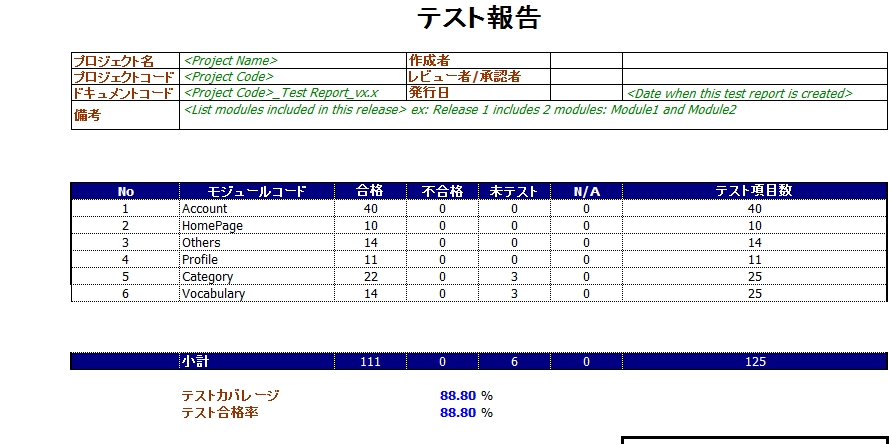 テスト報告
プロジェクト名 <Project Name> 作成者
プロジェクトコード <Project Code> レビュー者/承認者
ドキュメントコード <Project Code>_Test Report_vx.x 発行日 <Date when this test report is created>
備考 <List modules included in this release> ex: Release 1 includes 2 modules: Module1 and Module2
No モジュールコード 合格 不合格 未テスト N/A テスト項目数
1 Account 40 0 0 0 40
2 HomePage 10 0 0 0 10
3 Others 14 0 0 0 14
4 Profile 11 0 0 0 11
5 Category 22 0 3 0 25
6 Vocabulary 14 0 3 0 25
小計 111 0 6 0 125
テストカバレージ 88.80 %
テスト合格率 88.80 %